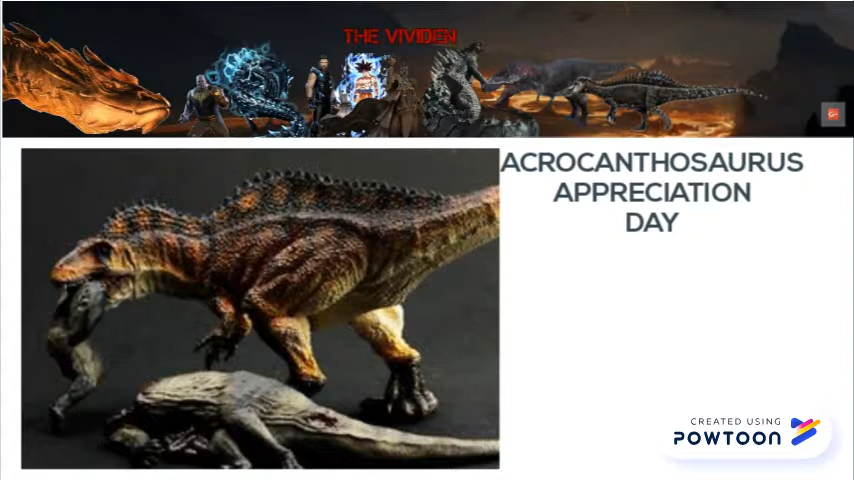 THE VIVIDEN
G+
ACROCANTHOSAURUS
APPRECIATION
DAY
CREATED USING
POWTOON